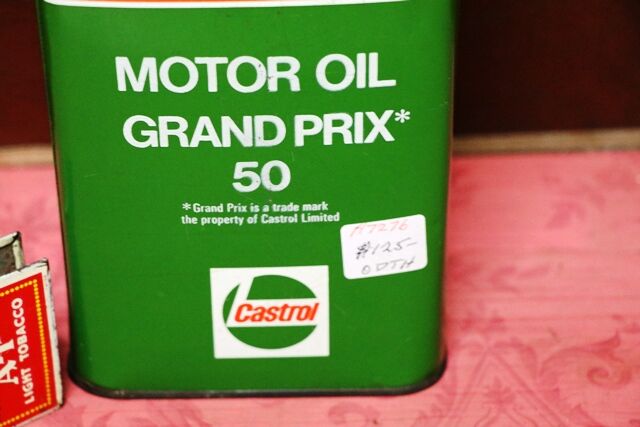 MOTOR OIL
GRAND PRIX*
50
*Grand Prix is a trade mark
the property of Castrol Limited
A7276
$125-
Castrol
LIGHT TOBACCO